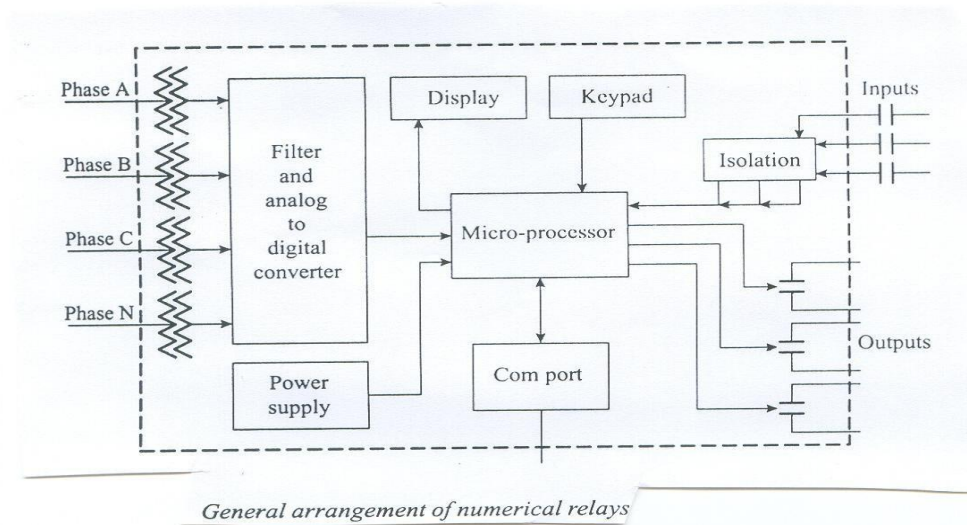 Phase A
Phase B
Phase C
Phase N
Filter
and
analog
to
digital
converter
Power
supply
Display
Keypad
Micro-processor
Com port
Isolation
Inputs
Outputs
General arrangement of numerical relays